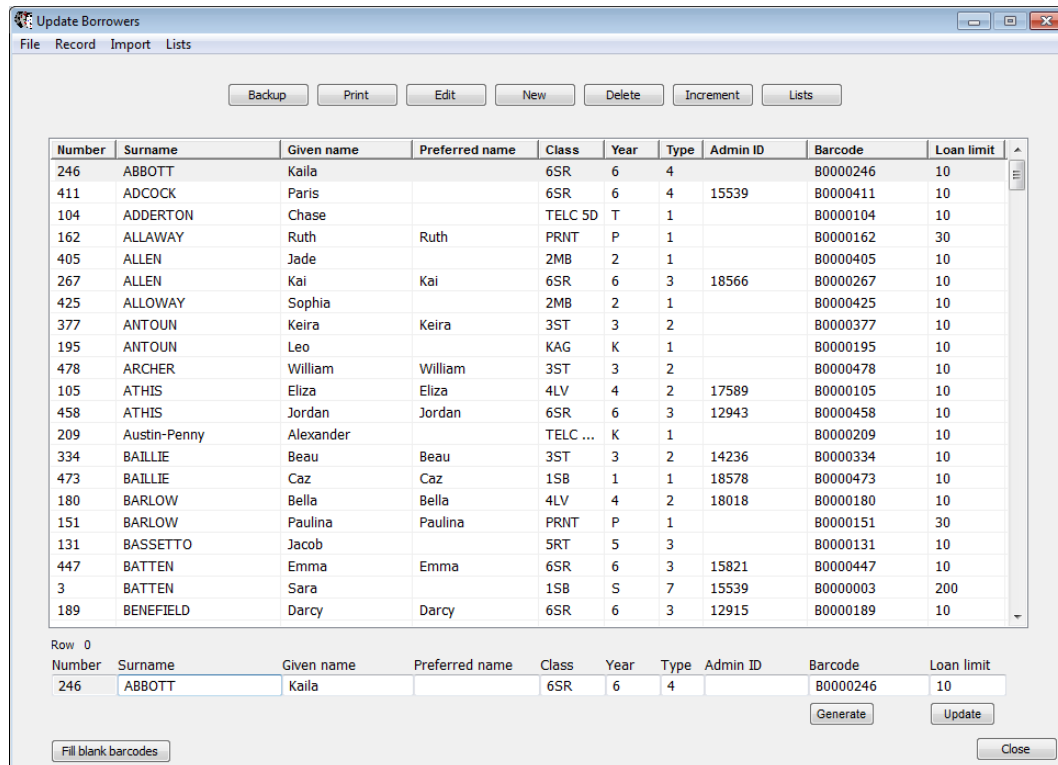 Update Borrowers
File Record Import Lists
Backup Print Edit New Delete Increment Lists
Number Surname Given name Preferred name Class Year Type Admin ID Barcode Loan limit
246 ABBOTT Kaila 6SR 6 4 B0000246 10
411 ADCOCK Paris 6SR 6 4 15539 B0000411 10
104 ADDERTON Chase TELC 5D T 1 B0000104 10
162 ALLAWAY Ruth Ruth PRNT P 1 B0000162 30
405 ALLEN Jade 2MB 2 1 B0000405 10
267 ALLEN Kai Kai 6SR 6 3 18566 B0000267 10
425 ALLOWAY Sophia 2MB 2 1 B0000425 10
377 ANTOUN Keira Keira 3ST 3 2 B0000377 10
195 ANTOUN Leo KAG K 1 B0000195 10
478 ARCHER William William 3ST 3 2 B0000478 10
105 ATHIS Eliza Eliza 4LV 4 2 17589 B0000105 10
458 ATHIS Jordan Jordan 6SR 6 3 12943 B0000458 10
209 Austin-Penny Alexander TELC ... K 1 B0000209 10
334 BAILLIE Beau Beau 3ST 3 2 14236 B0000334 10
473 BAILLIE Caz Caz 1SB 1 1 18578 B0000473 10
180 BARLOW Bella Bella 4LV 4 2 18018 B0000180 10
151 BARLOW Paulina Paulina PRNT P 1 B0000151 30
131 BASSETTO Jacob 5RT 5 3 B0000131 10
447 BATTEN Emma Emma 6SR 6 3 15821 B0000447 10
3 BATTEN Sara 1SB S 7 15539 B0000003 200
189 BENEFIELD Darcy Darcy 6SR 6 3 12915 B0000189 10
Row 0
Number Surname Given name Preferred name Class Year Type Admin ID Barcode Loan limit
246 ABBOTT Kaila 6SR 6 4 B0000246 10
Generate Update
Fill blank barcodes Close